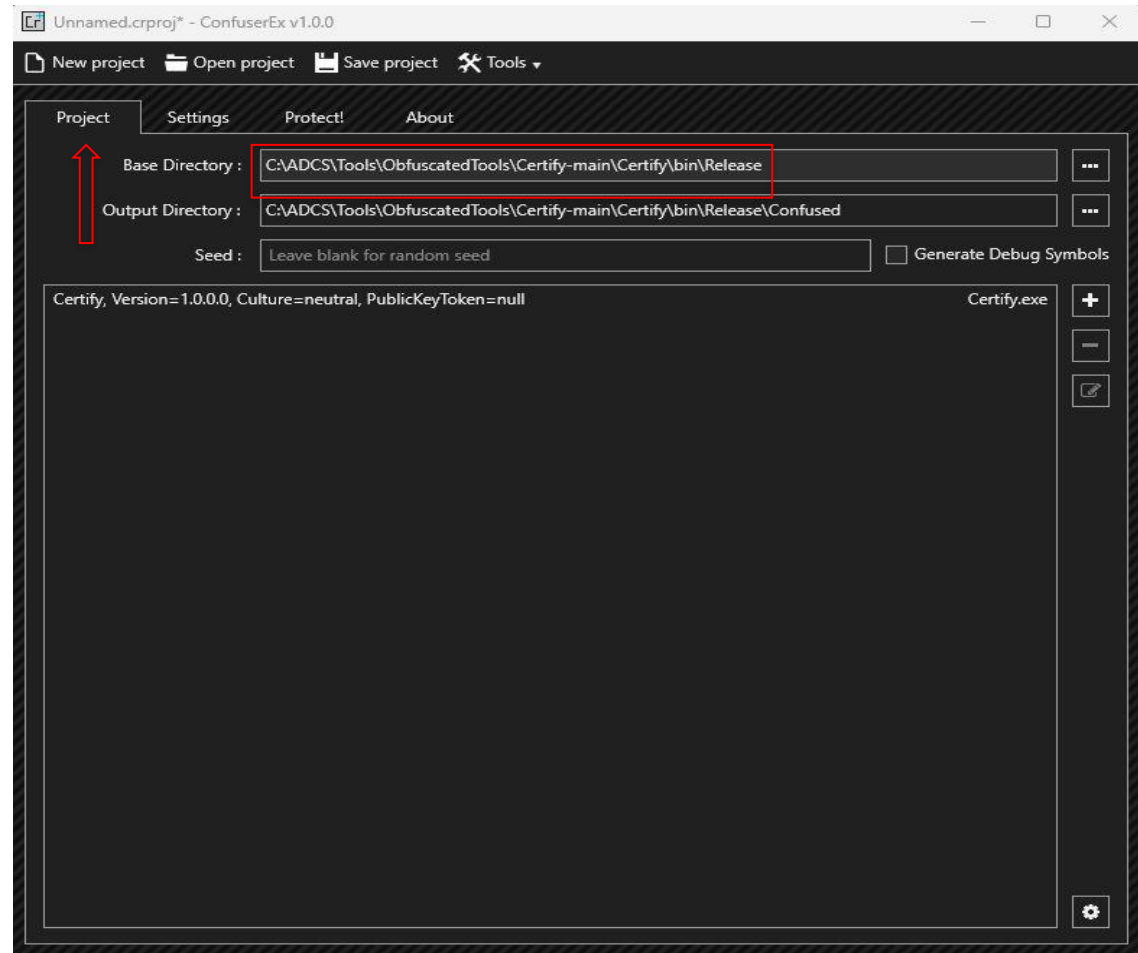 Unnamed.crproj* - ConfuserEx v1.0.0
New project Open project Save project Tools
Project Settings Protect! About
Base Directory : C:\ADCS\Tools\ObfuscatedTools\Certify-main\Certify\bin\Release
Output Directory : C:\ADCS\Tools\ObfuscatedTools\Certify-main\Certify\bin\Release\Confused
Seed : Leave blank for random seed Generate Debug Symbols
Certify, Version=1.0.0.0, Culture=neutral, PublicKeyToken=null Certify.exe